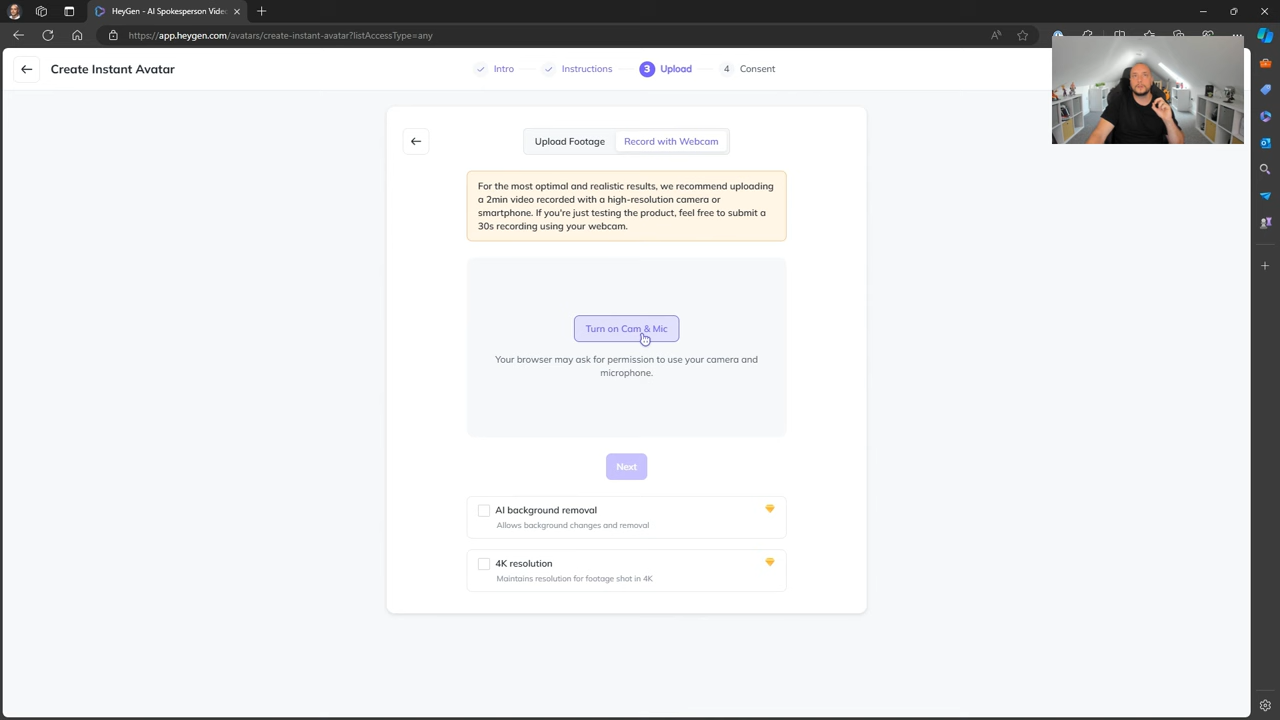 HeyGen - AI Spokesperson Vide
https://app.heygen.com/avatars/create-instant-avatar?listAccessType=any
Create Instant Avatar
Intro
Instructions
3 Upload
4 Consent
Upload Footage
Record with Webcam
For the most optimal and realistic results, we recommend uploading
a 2min video recorded with a high-resolution camera or
smartphone. If you're just testing the product, feel free to submit a
30s recording using your webcam.
Turn on Cam & Mic
Your browser may ask for permission to use your camera and
microphone.
Next
AI background removal
Allows background changes and removal
4K resolution
Maintains resolution for footage shot in 4K